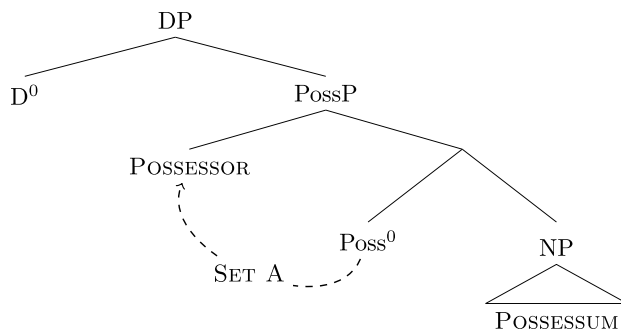 DP
D⁰
PossP
POSSESSOR
Poss⁰
SET A
NP
POSSESSUM